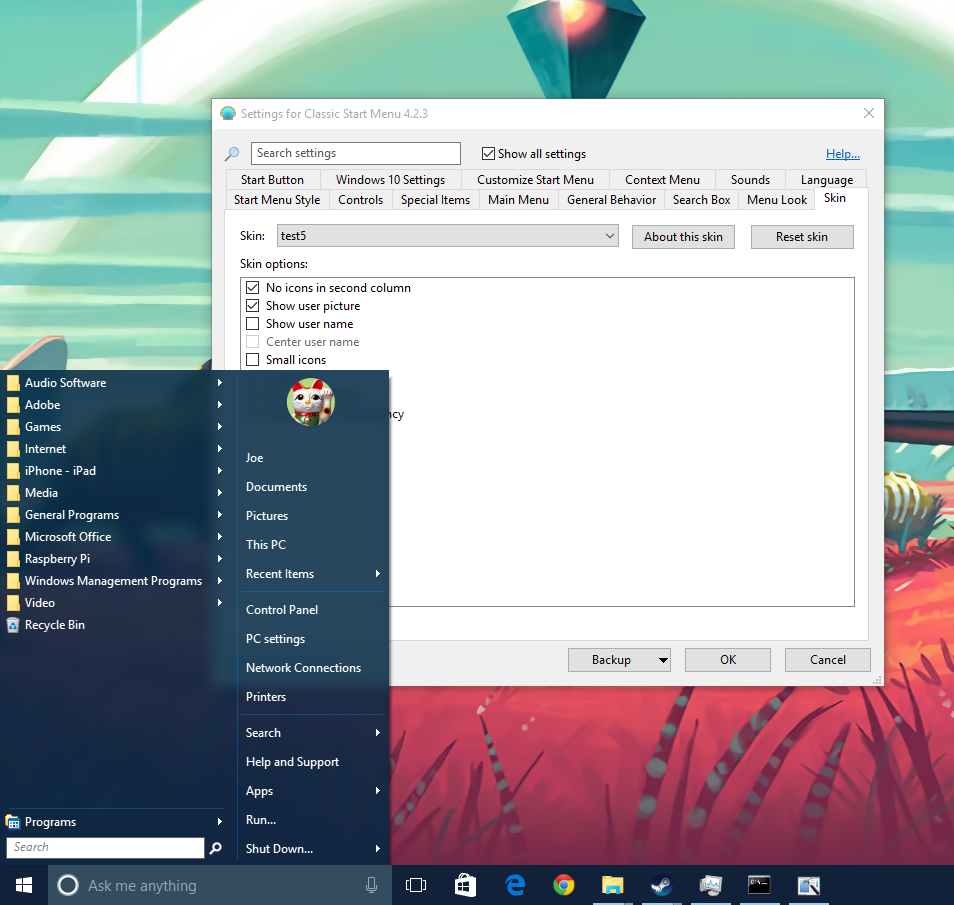 Settings for Classic Start Menu 4.2.3
Search settings
Show all settings
Help...
Start Button
Windows 10 Settings
Customize Start Menu
Context Menu
Sounds
Language
Start Menu Style
Controls
Special Items
Main Menu
General Behavior
Search Box
Menu Look
Skin
Skin:
test5
About this skin
Reset skin
Skin options:
No icons in second column
Show user picture
Show user name
Center user name
Small icons
Backup
OK
Cancel
Audio Software
Adobe
Games
Internet
iPhone - iPad
Media
General Programs
Microsoft Office
Raspberry Pi
Windows Management Programs
Video
Recycle Bin
Programs
Search
Joe
Documents
Pictures
This PC
Recent Items
Control Panel
PC settings
Network Connections
Printers
Search
Help and Support
Apps
Run...
Shut Down...
Ask me anything